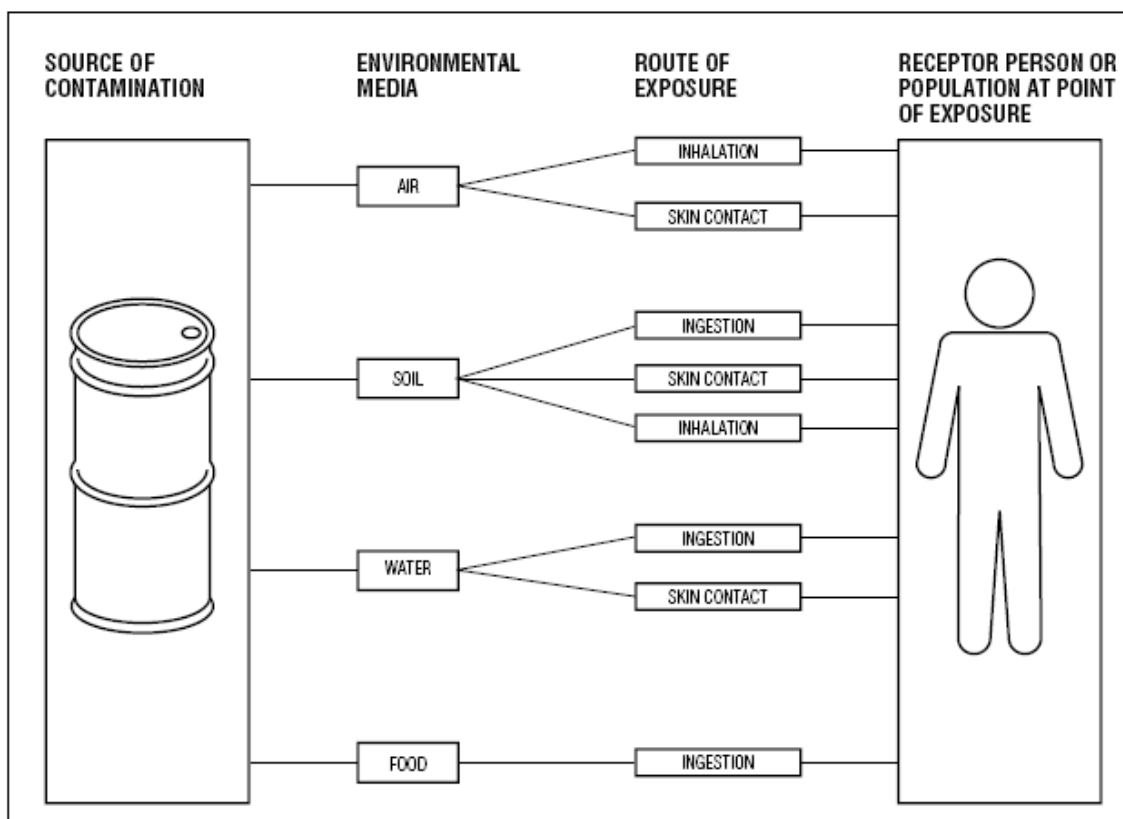 SOURCE OF
CONTAMINATION
ENVIRONMENTAL
MEDIA
ROUTE OF
EXPOSURE
RECEPTOR PERSON OR
POPULATION AT POINT
OF EXPOSURE
AIR
INHALATION
SKIN CONTACT
SOIL
INGESTION
SKIN CONTACT
INHALATION
WATER
INGESTION
SKIN CONTACT
FOOD
INGESTION